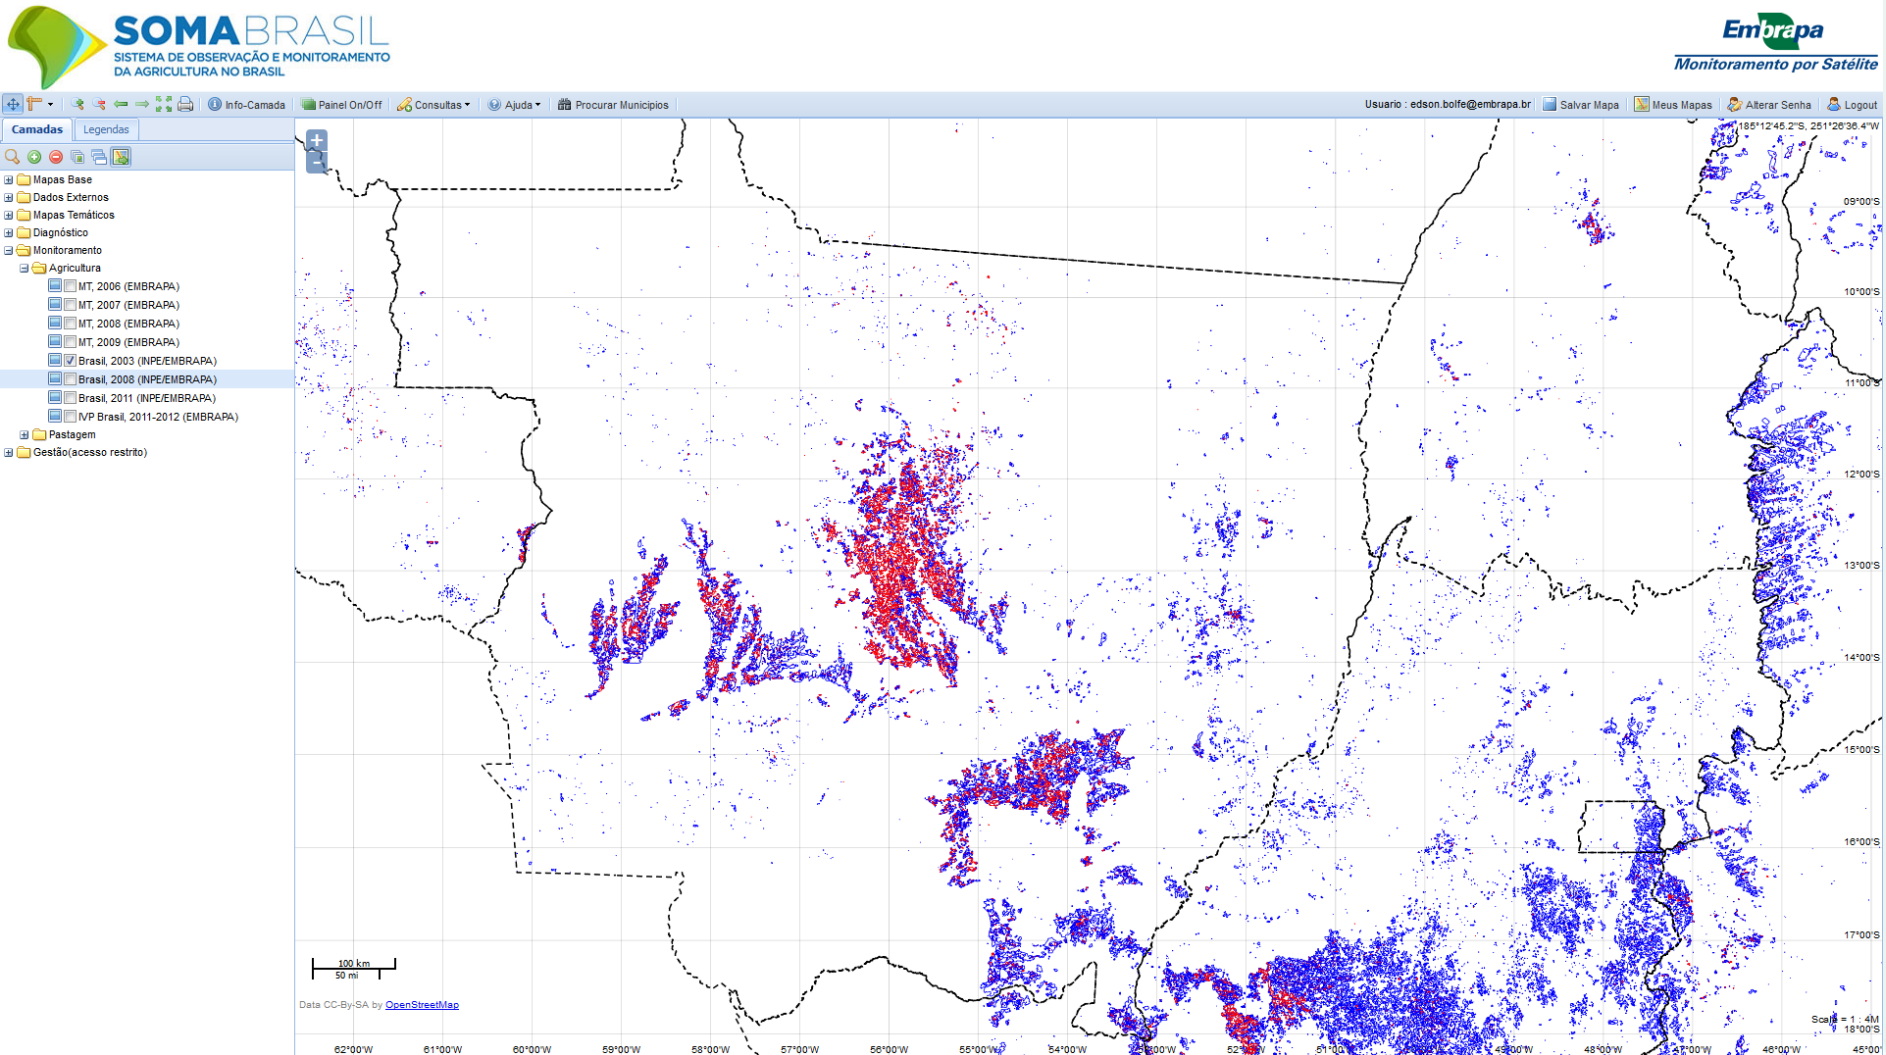 SOMABRASIL
SISTEMA DE OBSERVAÇÃO E MONITORAMENTO
DA AGRICULTURA NO BRASIL
Embrapa
Monitoramento por Satélite
Info-Camada Painel On/Off Consultas Ajuda Procurar Municipios Usuario : edson.bolfe@embrapa.br Salvar Mapa Meus Mapas Alterar Senha Logout
Camadas Legendas
185°12'45.2"S, 251°26'36.4"W
Mapas Base
Dados Externos
Mapas Temáticos
Diagnóstico
Monitoramento
Agricultura
MT, 2006 (EMBRAPA)
MT, 2007 (EMBRAPA)
MT, 2008 (EMBRAPA)
MT, 2009 (EMBRAPA)
Brasil, 2003 (INPE/EMBRAPA)
Brasil, 2008 (INPE/EMBRAPA)
Brasil, 2011 (INPE/EMBRAPA)
IVP Brasil, 2011-2012 (EMBRAPA)
Pastagem
Gestão(acesso restrito)
+
−
09°00'S
10°00'S
11°00'S
12°00'S
13°00'S
14°00'S
15°00'S
16°00'S
17°00'S
100 km
50 mi
Data CC-By-SA by OpenStreetMap
Scale = 1 : 4M
18°00'S
62°00'W 61°00'W 60°00'W 59°00'W 58°00'W 57°00'W 56°00'W 55°00'W 54°00'W 52° 51°00'W 49°00'W 48°00'W 47°00'W 46°00'W 45°00'